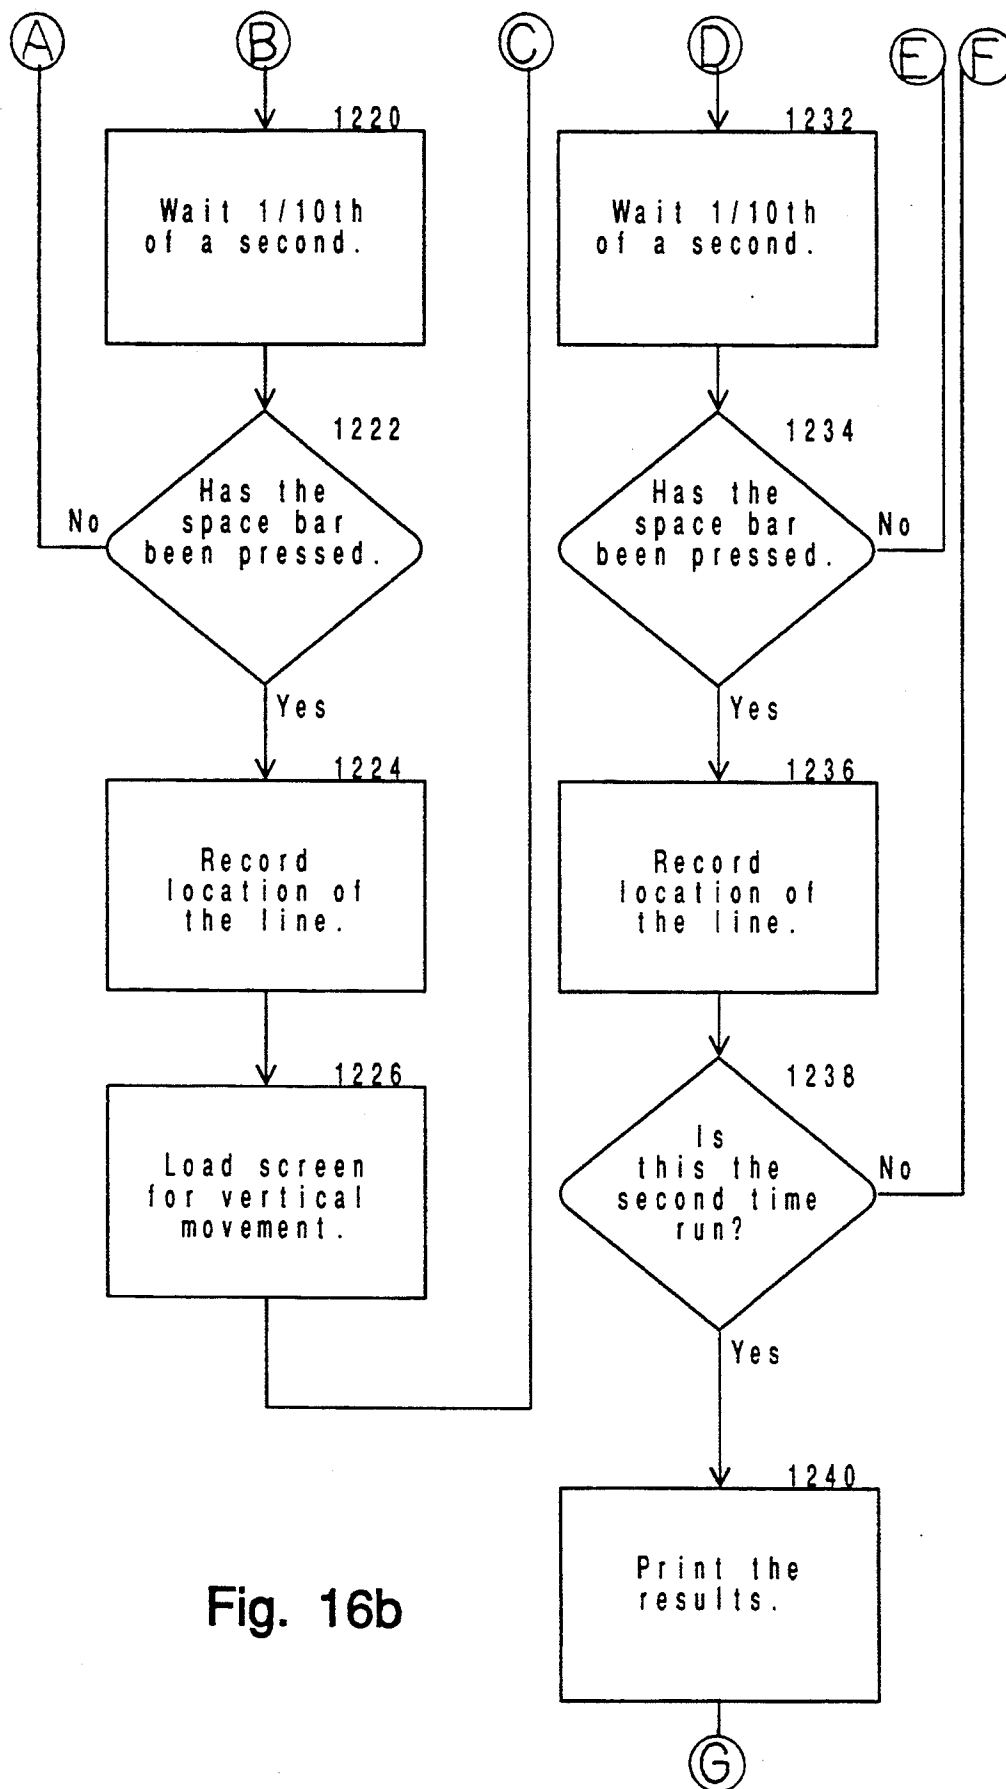 A
B
C
D
E
F
1220
Wait 1/10th
of a second.
1222
Has the
space bar
been pressed.
No
Yes
1224
Record
location of
the line.
1226
Load screen
for vertical
movement.
1232
Wait 1/10th
of a second.
1234
Has the
space bar
been pressed.
No
Yes
1236
Record
location of
the line.
1238
Is
this the
second time
run?
No
Yes
1240
Print the
results.
G
Fig. 16b